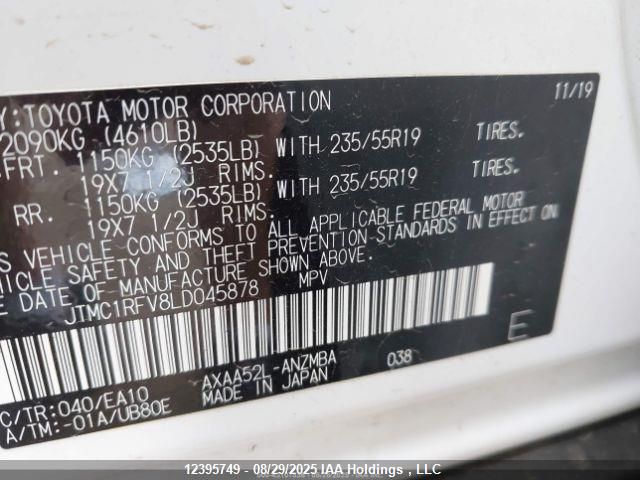 Y:TOYOTA MOTOR CORPORATION 11/19
2090KG (4610LB)
FRT. 1150KG (2535LB) WITH 235/55R19 TIRES.
19X7 1/2J RIMS.
RR. 1150KG (2535LB) WITH 235/55R19 TIRES.
19X7 1/2J RIMS.
S VEHICLE CONFORMS TO ALL APPLICABLE FEDERAL MOTOR
VEHICLE SAFETY AND THEFT PREVENTION STANDARDS IN EFFECT ON
E DATE OF MANUFACTURE SHOWN ABOVE.
JTMC1RFV8LD045878 MPV
E
C/TR: 040/EA10 AXAA52L-ANZMBA 038
A/TM: -01A/UB80E MADE IN JAPAN
12395749 - 08/29/2025 IAA Holdings , LLC